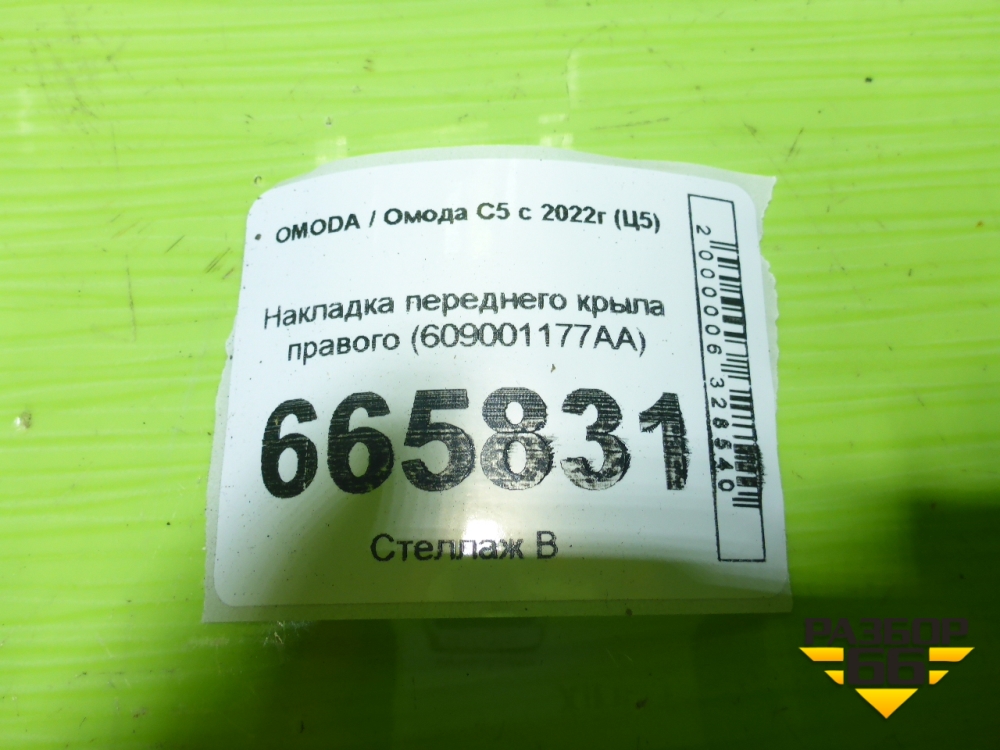 OMODA / Омода C5 с 2022г (Ц5)
Накладка переднего крыла
правого (609001177AA)
665831
Стеллаж В
2000006328540
РАЗБОР
66